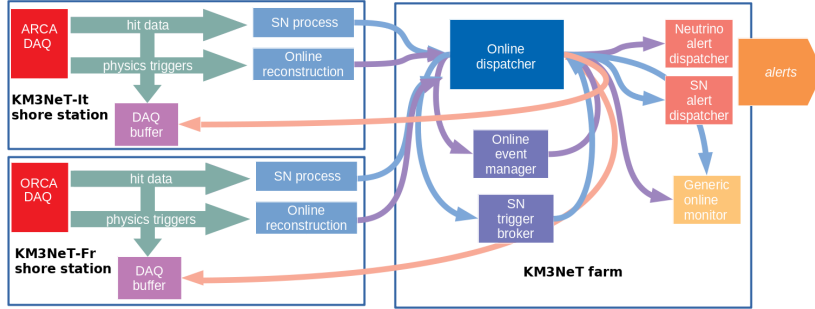 ARCA
DAQ
hit data
physics triggers
SN process
Online
reconstruction
KM3NeT-It
shore station
DAQ
buffer
ORCA
DAQ
hit data
physics triggers
SN process
Online
reconstruction
KM3NeT-Fr
shore station
DAQ
buffer
Online
dispatcher
Online
event
manager
SN
trigger
broker
KM3NeT farm
Neutrino
alert
dispatcher
SN
alert
dispatcher
Generic
online
monitor
alerts